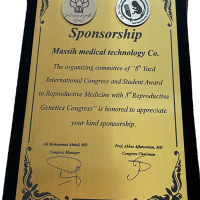 Sponsorship
Massih medical technology Co.
The organizing committee of "8th Yazd
International Congress and Student Award
in Reproductive Medicine with 3rd Reproductive
Genetics Congress" is honored to appreciate
your kind sponsorship.
Ali Mohammad Abdoli, MD
Congress Manager
Prof. Abbas Aflatoonian, MD
Congress Chairman